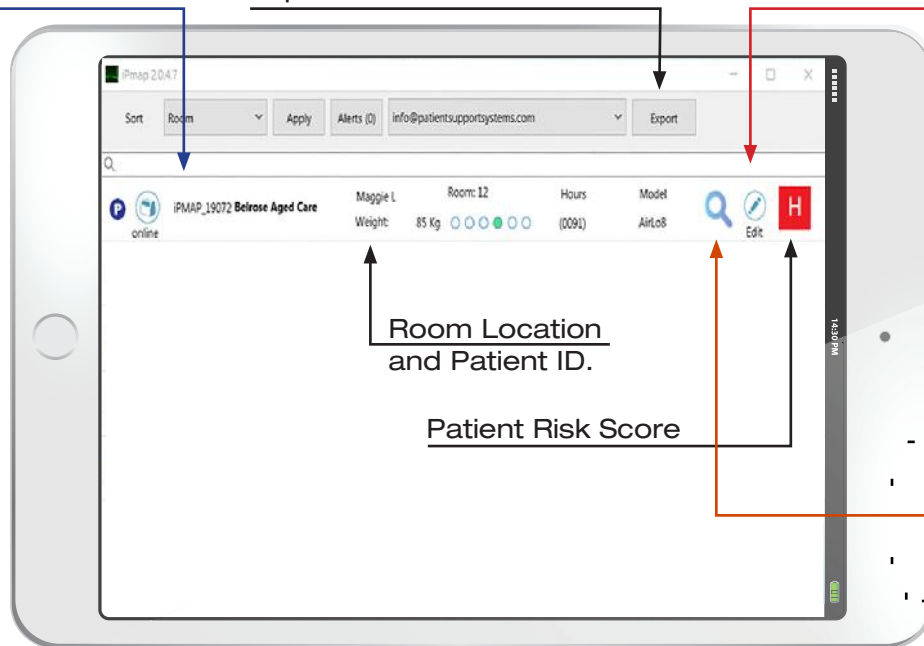 iPmap 2.0.4.7
Sort Room Apply Alerts (0) info@patientsupportsystems.com Export
P iPMAP_19072 Belrose Aged Care Maggie L Room: 12 Hours Model H
online Weight: 85 Kg (0091) AirLo8 Edit
Room Location
and Patient ID.
Patient Risk Score
14:30 PM